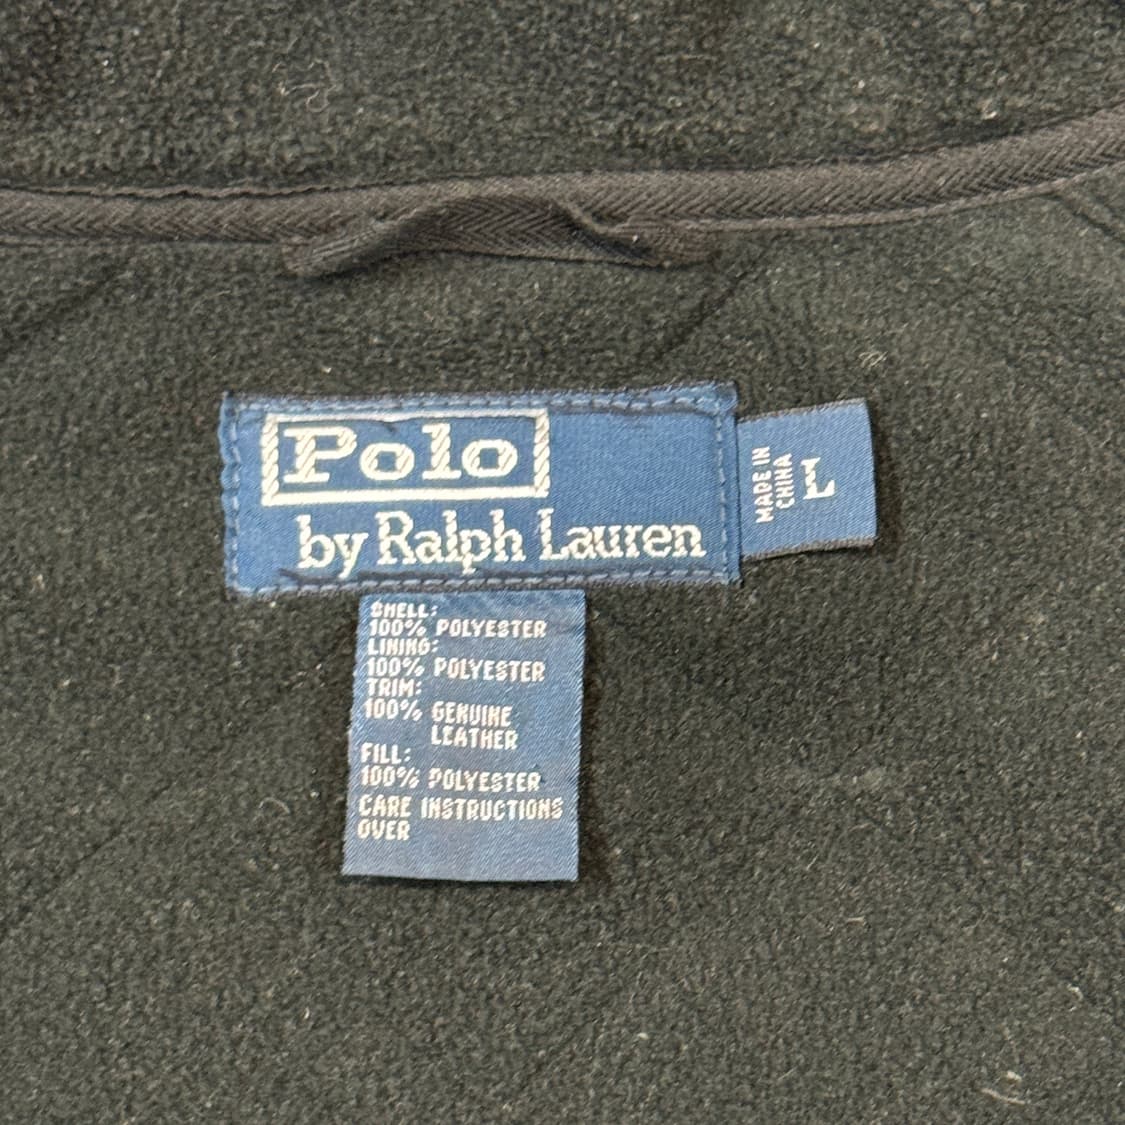 Polo
by Ralph Lauren
MADE IN
CHINA
L
SHELL:
100% POLYESTER
LINING:
100% POLYESTER
TRIM:
100% GENUINE
LEATHER
FILL:
100% POLYESTER
CARE INSTRUCTIONS
OVER